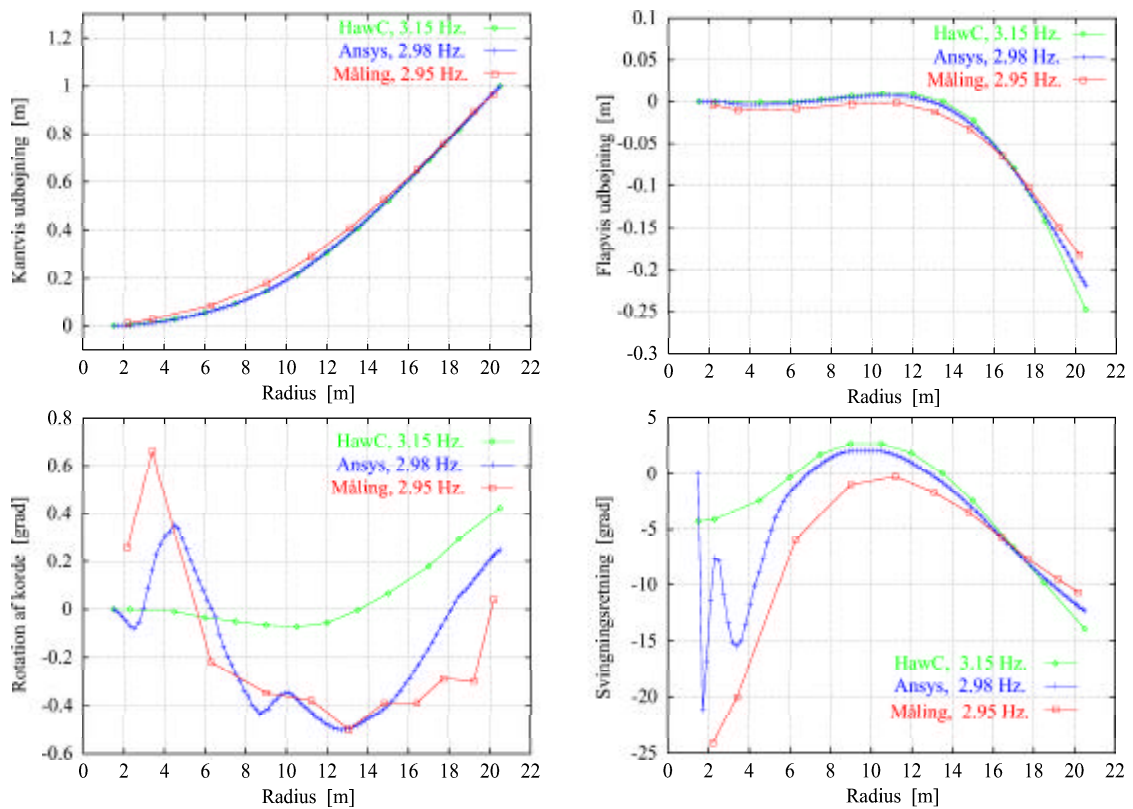 1.2
1
0.8
0.6
0.4
0.2
0
Kantvis udbøjning [m]
HawC, 3.15 Hz.
Ansys, 2.98 Hz.
Måling, 2.95 Hz.
0 2 4 6 8 10 12 14 16 18 20 22
Radius [m]
0.1
0.05
0
-0.05
-0.1
-0.15
-0.2
-0.25
-0.3
Flapvis udbøjning [m]
HawC, 3.15 Hz.
Ansys, 2.98 Hz.
Måling, 2.95 Hz.
0 2 4 6 8 10 12 14 16 18 20 22
Radius [m]
0.8
0.6
0.4
0.2
0
-0.2
-0.4
-0.6
Rotation af korde [grad]
HawC, 3.15 Hz.
Ansys, 2.98 Hz.
Måling, 2.95 Hz.
0 2 4 6 8 10 12 14 16 18 20 22
Radius [m]
5
0
-5
-10
-15
-20
-25
Svingningsretning [grad]
HawC, 3.15 Hz.
Ansys, 2.98 Hz.
Måling, 2.95 Hz.
0 2 4 6 8 10 12 14 16 18 20 22
Radius [m]